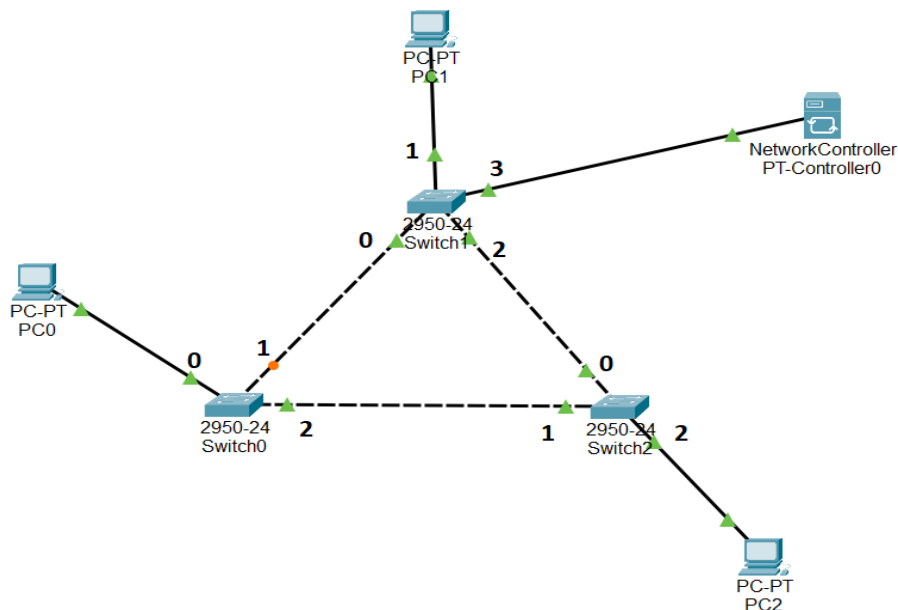 PC-PT
PC1
1
3
NetworkController
PT-Controller0
2950-24
Switch1
0
2
PC-PT
PC0
0
1
0
2950-24
Switch0
2
1
2950-24
Switch2
2
PC-PT
PC2